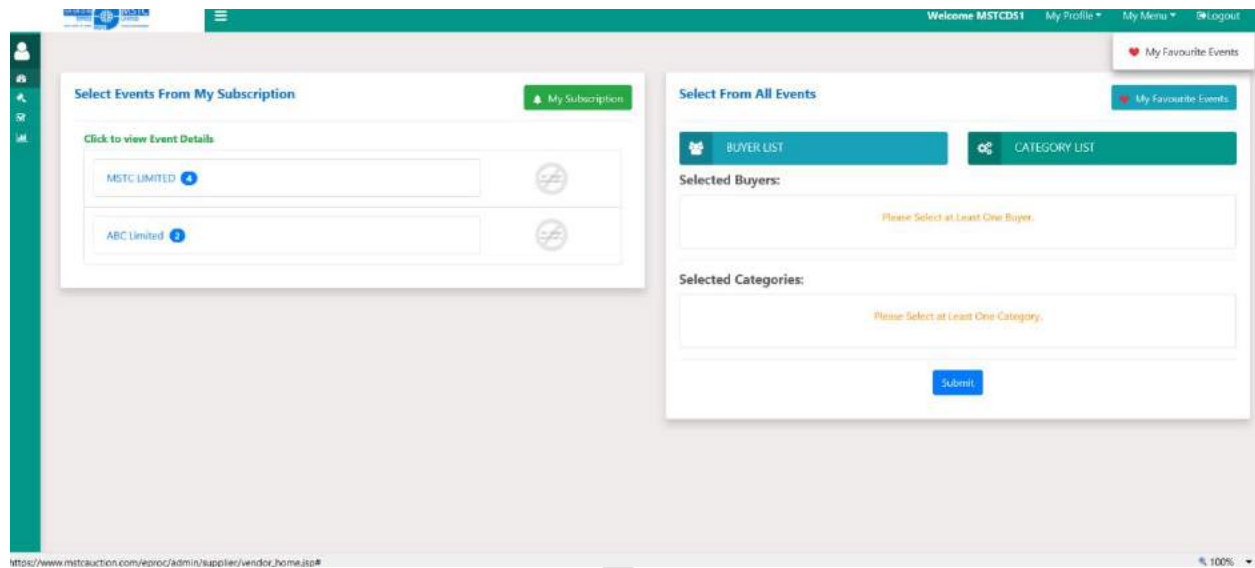 MSTC
Welcome MSTCDS1 My Profile My Menu Logout
My Favourite Events
Select Events From My Subscription
My Subscription
Click to view Event Details
MSTC LIMITED 4
ABC Limited 2
Select From All Events
My Favourite Events
BUYER LIST
CATEGORY LIST
Selected Buyers:
Please Select at Least One Buyer.
Selected Categories:
Please Select at Least One Category.
Submit
https://www.mstcauction.com/eproc/admin/supplier/vendor_home.jsp#
100%